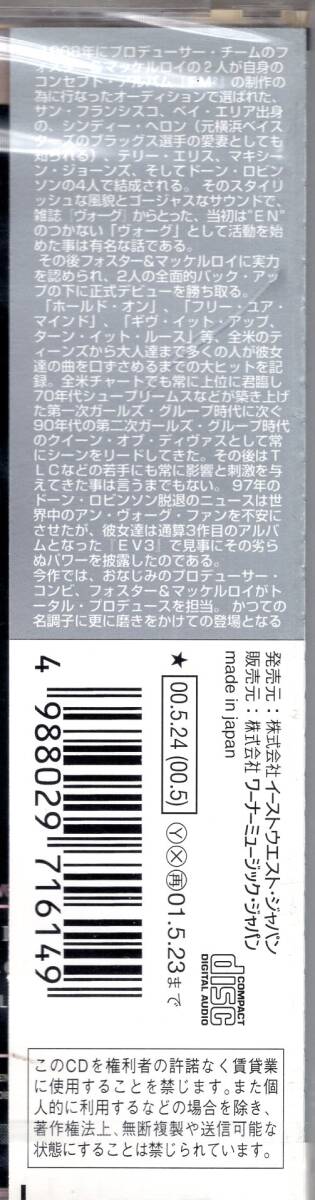 1988年にプロデューサー・チームのフ
ォスター&マッケルロイの2人が自身の
コンセプト・アルバム『FM2』の制作の
為に行なったオーディションで選ばれた、
サン・フランシスコ、ベイ・エリア出身
の、シンディー・ヘロン(元横浜ベイス
ターズのブラッグス選手の愛妻としても
知られる)、テリー・エリス、マキシー
ン・ジョーンズ、そしてドーン・ロビン
ソンの4人で結成される。 そのスタイリ
ッシュな風貌とゴージャスなサウンドで、
雑誌『ヴォーグ』からとった、当初は"EN"
のつかない『ヴォーグ』として活動を始
めた事は有名な話である。
その後フォスター&マッケルロイに実力
を認められ、2人の全面的バック・アッ
プの下に正式デビューを勝ち取る。
「ホールド・オン」、「フリー・ユア・
マインド」、「ギヴ・イット・アップ、
ターン・イット・ルース」等、全米のテ
ィーンズから大人達まで多くの人が彼女
達の曲を口ずさめるまでの大ヒットを記
録。全米チャートでも常に上位に君臨し
70年代シュープリームスなどが築き上げ
た第一次ガールズ・グループ時代に次ぐ
90年代の第二次ガールズ・グループ時代
のクイーン・オブ・ディヴァスとして常
にシーンをリードしてきた。その後はT
LCなどの若手にも常に影響と刺激を与
えてきた事は言うまでもない。 97年の
ドーン・ロビンソン脱退のニュースは世
界中のアン・ヴォーグ・ファンを不安に
させたが、彼女達は通算3作目のアルバ
ムとなった『EV3』で見事にその劣ら
ぬパワーを披露したのである。
今作では、おなじみのプロデューサー・
コンビ、フォスター&マッケルロイがト
ータル・プロデュースを担当。 かつての
名調子に更に磨きをかけての登場となる
発売元:株式会社イーストウエスト・ジャパン
販売元:株式会社ワーナーミュージック・ジャパン
made in japan
★ 00.5.24 (00.5) Ⓨ Ⓧ ㊢01.5.23まで
4 988029 716149
COMPACT
disc
DIGITAL AUDIO
このCDを権利者の許諾なく賃貸業
に使用することを禁じます。また個
人的に利用するなどの場合を除き、
著作権法上、無断複製や送信可能な
状態にすることは禁じられています。